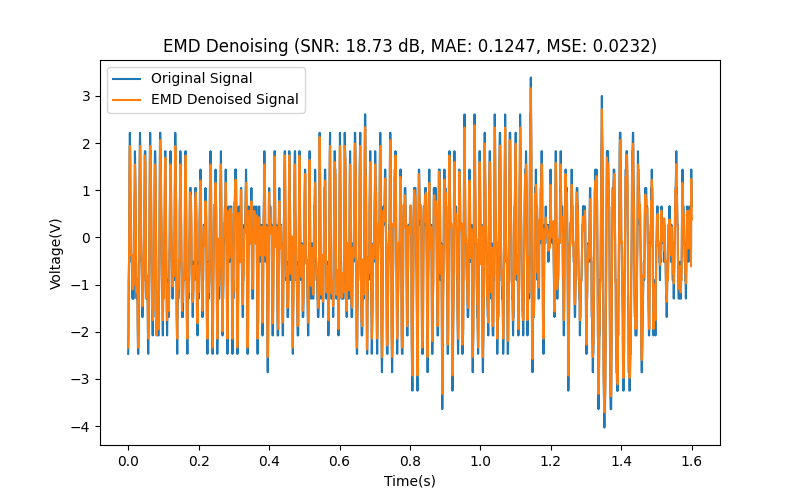 EMD Denoising (SNR: 18.73 dB, MAE: 0.1247, MSE: 0.0232)
Original Signal
EMD Denoised Signal
3
2
1
0
−1
−2
−3
−4
Voltage(V)
0.0 0.2 0.4 0.6 0.8 1.0 1.2 1.4 1.6
Time(s)